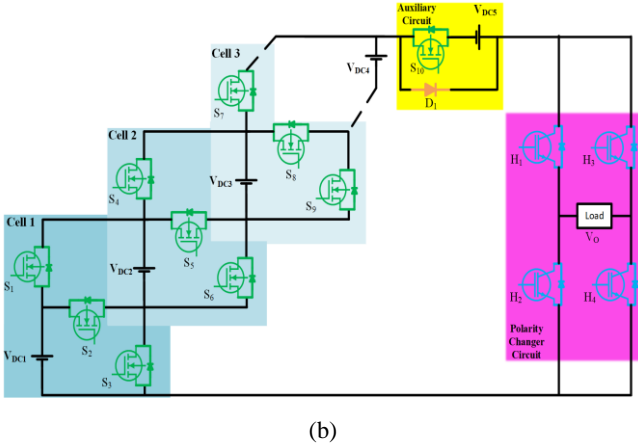 Auxiliary
Circuit
VDC5
Cell 3
S10
VDC4
D1
S7
Cell 2
S8
H1
H3
S4
VDC3
S9
Cell 1
Load
VO
S5
S1
VDC2
S6
H2
H4
S2
VDC1
S3
Polarity
Changer
Circuit
(b)